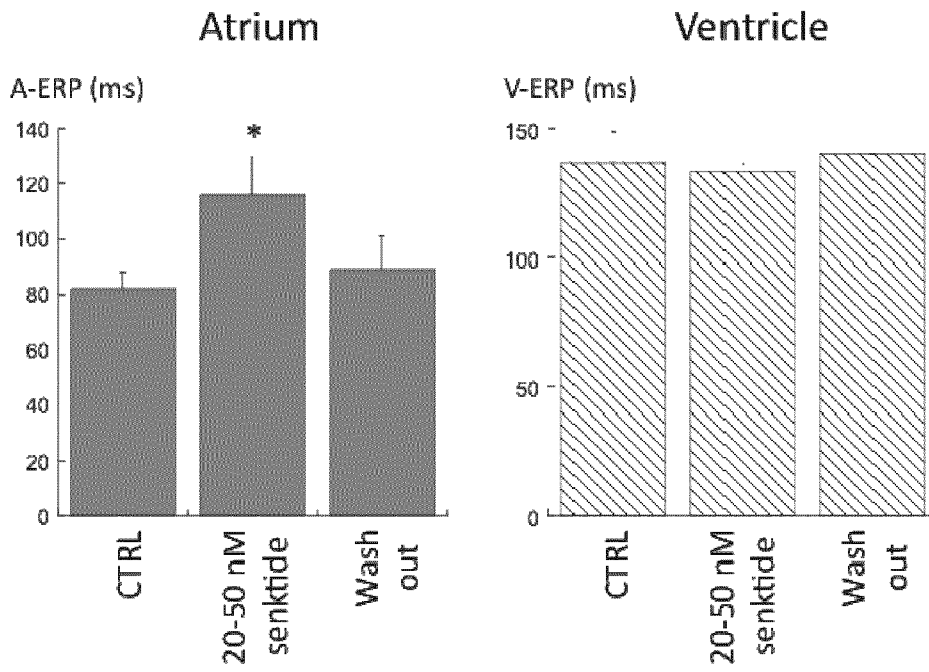 Atrium
A-ERP (ms)
140
120
100
80
60
40
20
0
*
CTRL
20-50 nM
senktide
Wash
out
Ventricle
V-ERP (ms)
150
100
50
0
CTRL
20-50 nM
senktide
Wash
out